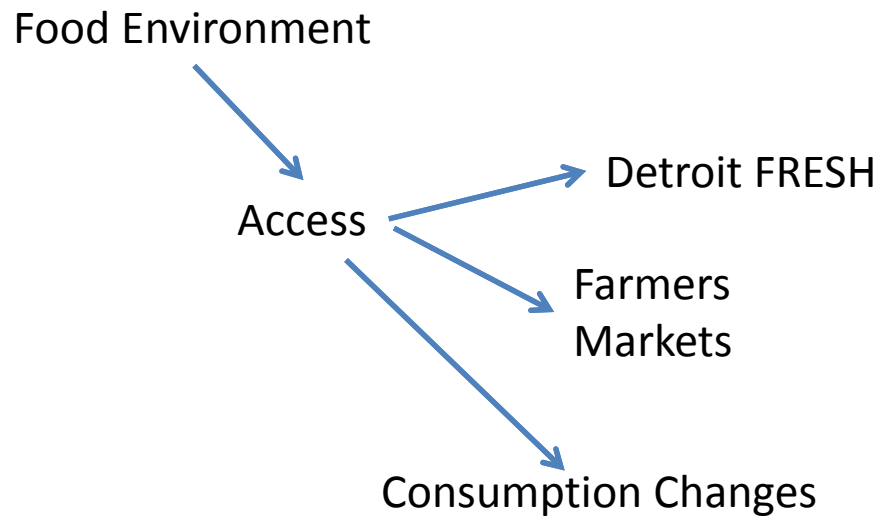 Food Environment
Detroit FRESH
Access
Farmers
Markets
Consumption Changes